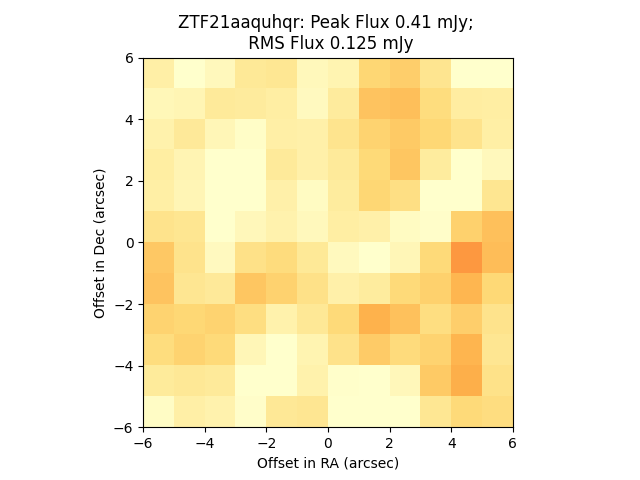 ZTF21aaquhqr: Peak Flux 0.41 mJy;
RMS Flux 0.125 mJy
6
4
2
0
−2
−4
−6
Offset in Dec (arcsec)
−6 −4 −2 0 2 4 6
Offset in RA (arcsec)